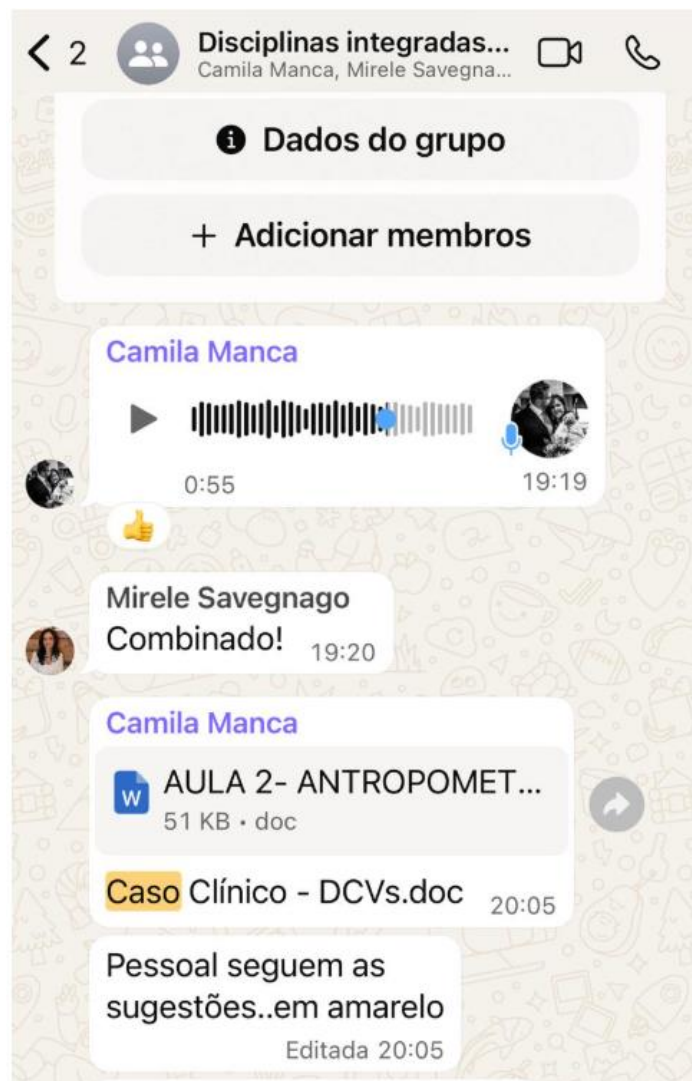 2
Disciplinas integradas...
Camila Manca, Mirele Savegna...
Dados do grupo
+ Adicionar membros
Camila Manca
0:55 19:19
Mirele Savegnago
Combinado! 19:20
Camila Manca
W AULA 2- ANTROPOMET...
51 KB • doc
Caso Clínico - DCVs.doc 20:05
Pessoal seguem as
sugestões..em amarelo
Editada 20:05